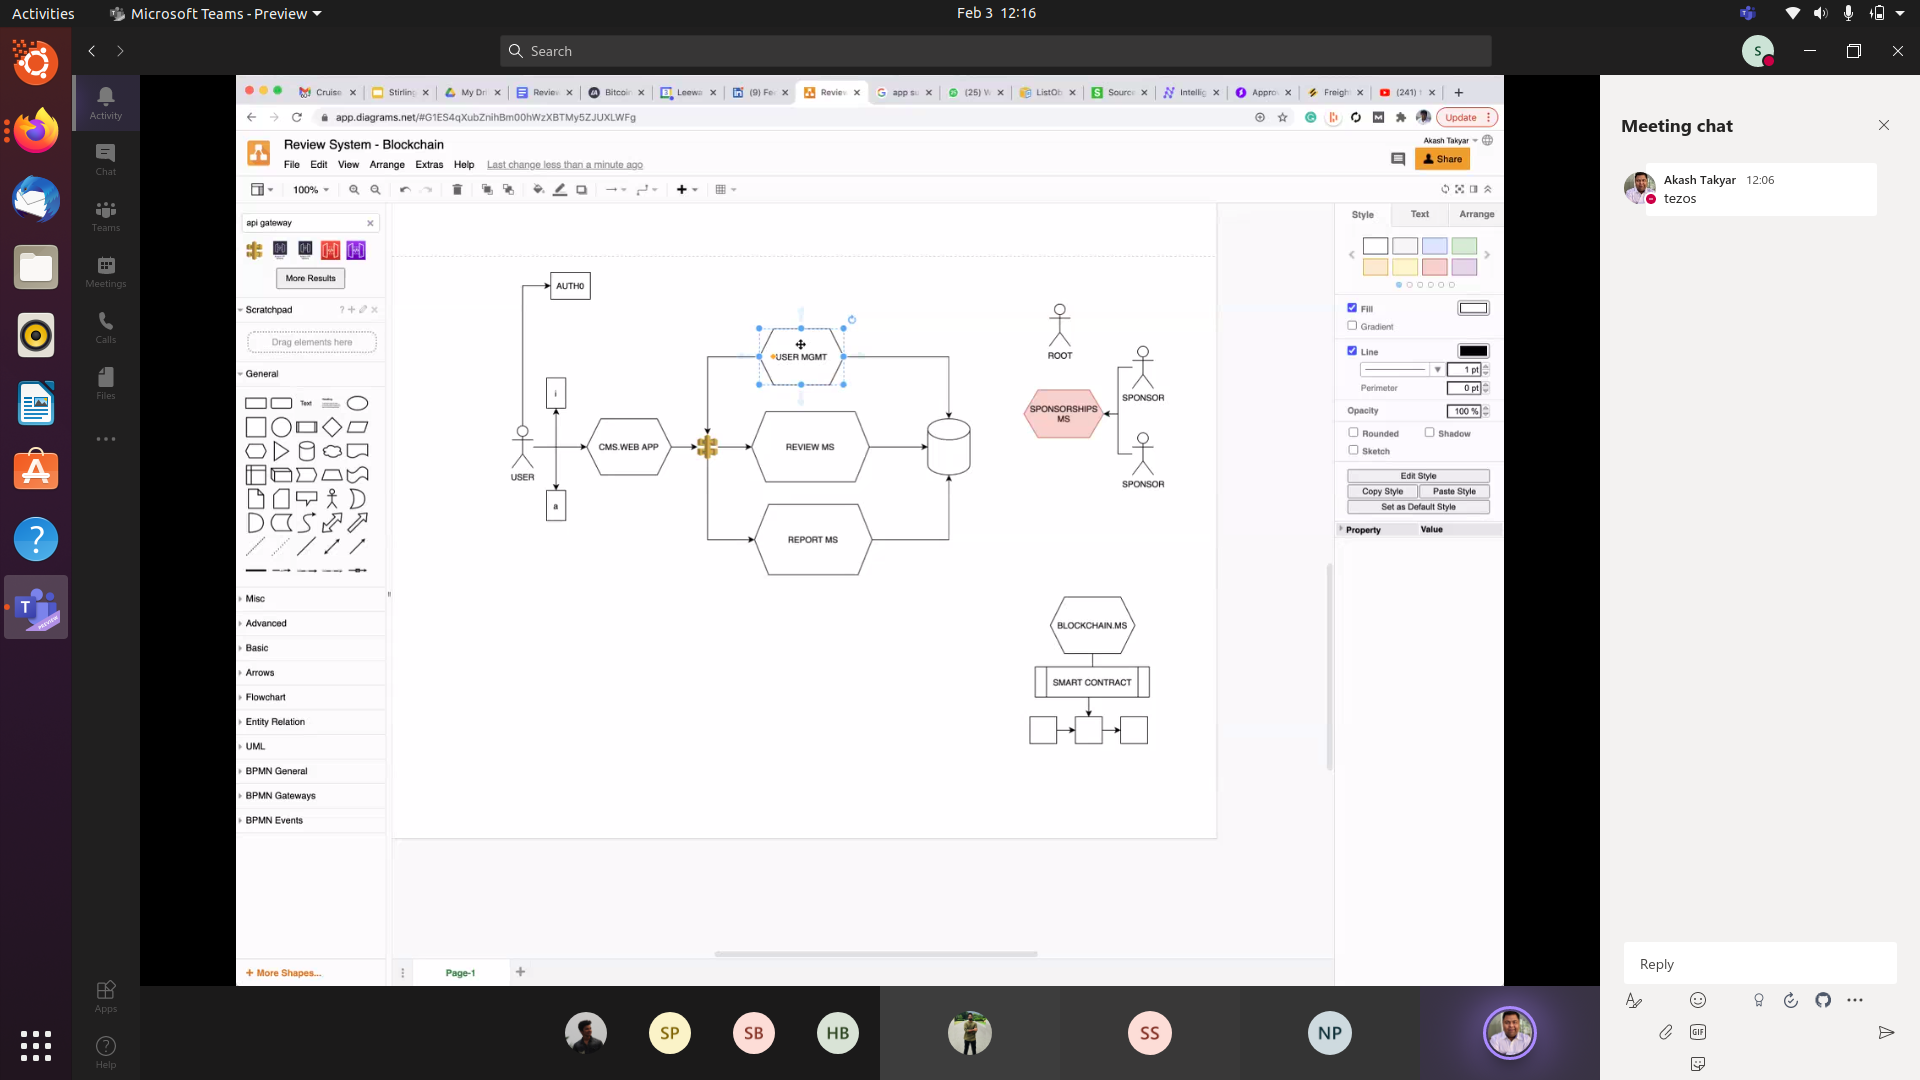 Activities
Microsoft Teams - Preview
Feb 3 12:16
Search
S
Activity
Chat
Teams
Meetings
Calls
Files
Apps
Help
Cruise
Stirling
My Dri
Review
Bitcoin
Leewa
(9) Fe
Review
app su
(25) W
ListOb
Source
Intellig
Approv
Freight
(241)
app.diagrams.net/#G1ES4qXubZnihBm00hWzXBTMy5ZJUXLWFg
Update
Review System - Blockchain
Akash Takyar
File Edit View Arrange Extras Help Last change less than a minute ago
Share
100%
api gateway
More Results
Scratchpad
Drag elements here
General
Text
Misc
Advanced
Basic
Arrows
Flowchart
Entity Relation
UML
BPMN General
BPMN Gateways
BPMN Events
+ More Shapes...
Page-1
AUTH0
USER MGMT
i
CMS.WEB APP
REVIEW MS
USER
a
REPORT MS
ROOT
SPONSOR
SPONSORSHIPS
MS
SPONSOR
BLOCKCHAIN.MS
SMART CONTRACT
Style Text Arrange
Fill
Gradient
Line
1 pt
Perimeter
0 pt
Opacity
100 %
Rounded
Shadow
Sketch
Edit Style
Copy Style
Paste Style
Set as Default Style
Property Value
SP
SB
HB
SS
NP
Meeting chat
Akash Takyar 12:06
tezos
Reply
GIF
T
PREVIEW